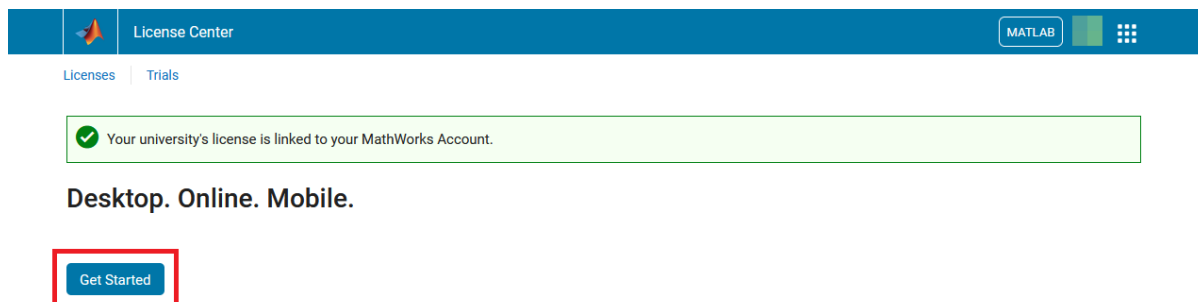 License Center
MATLAB
Licenses
Trials
Your university's license is linked to your MathWorks Account.
Desktop. Online. Mobile.
Get Started